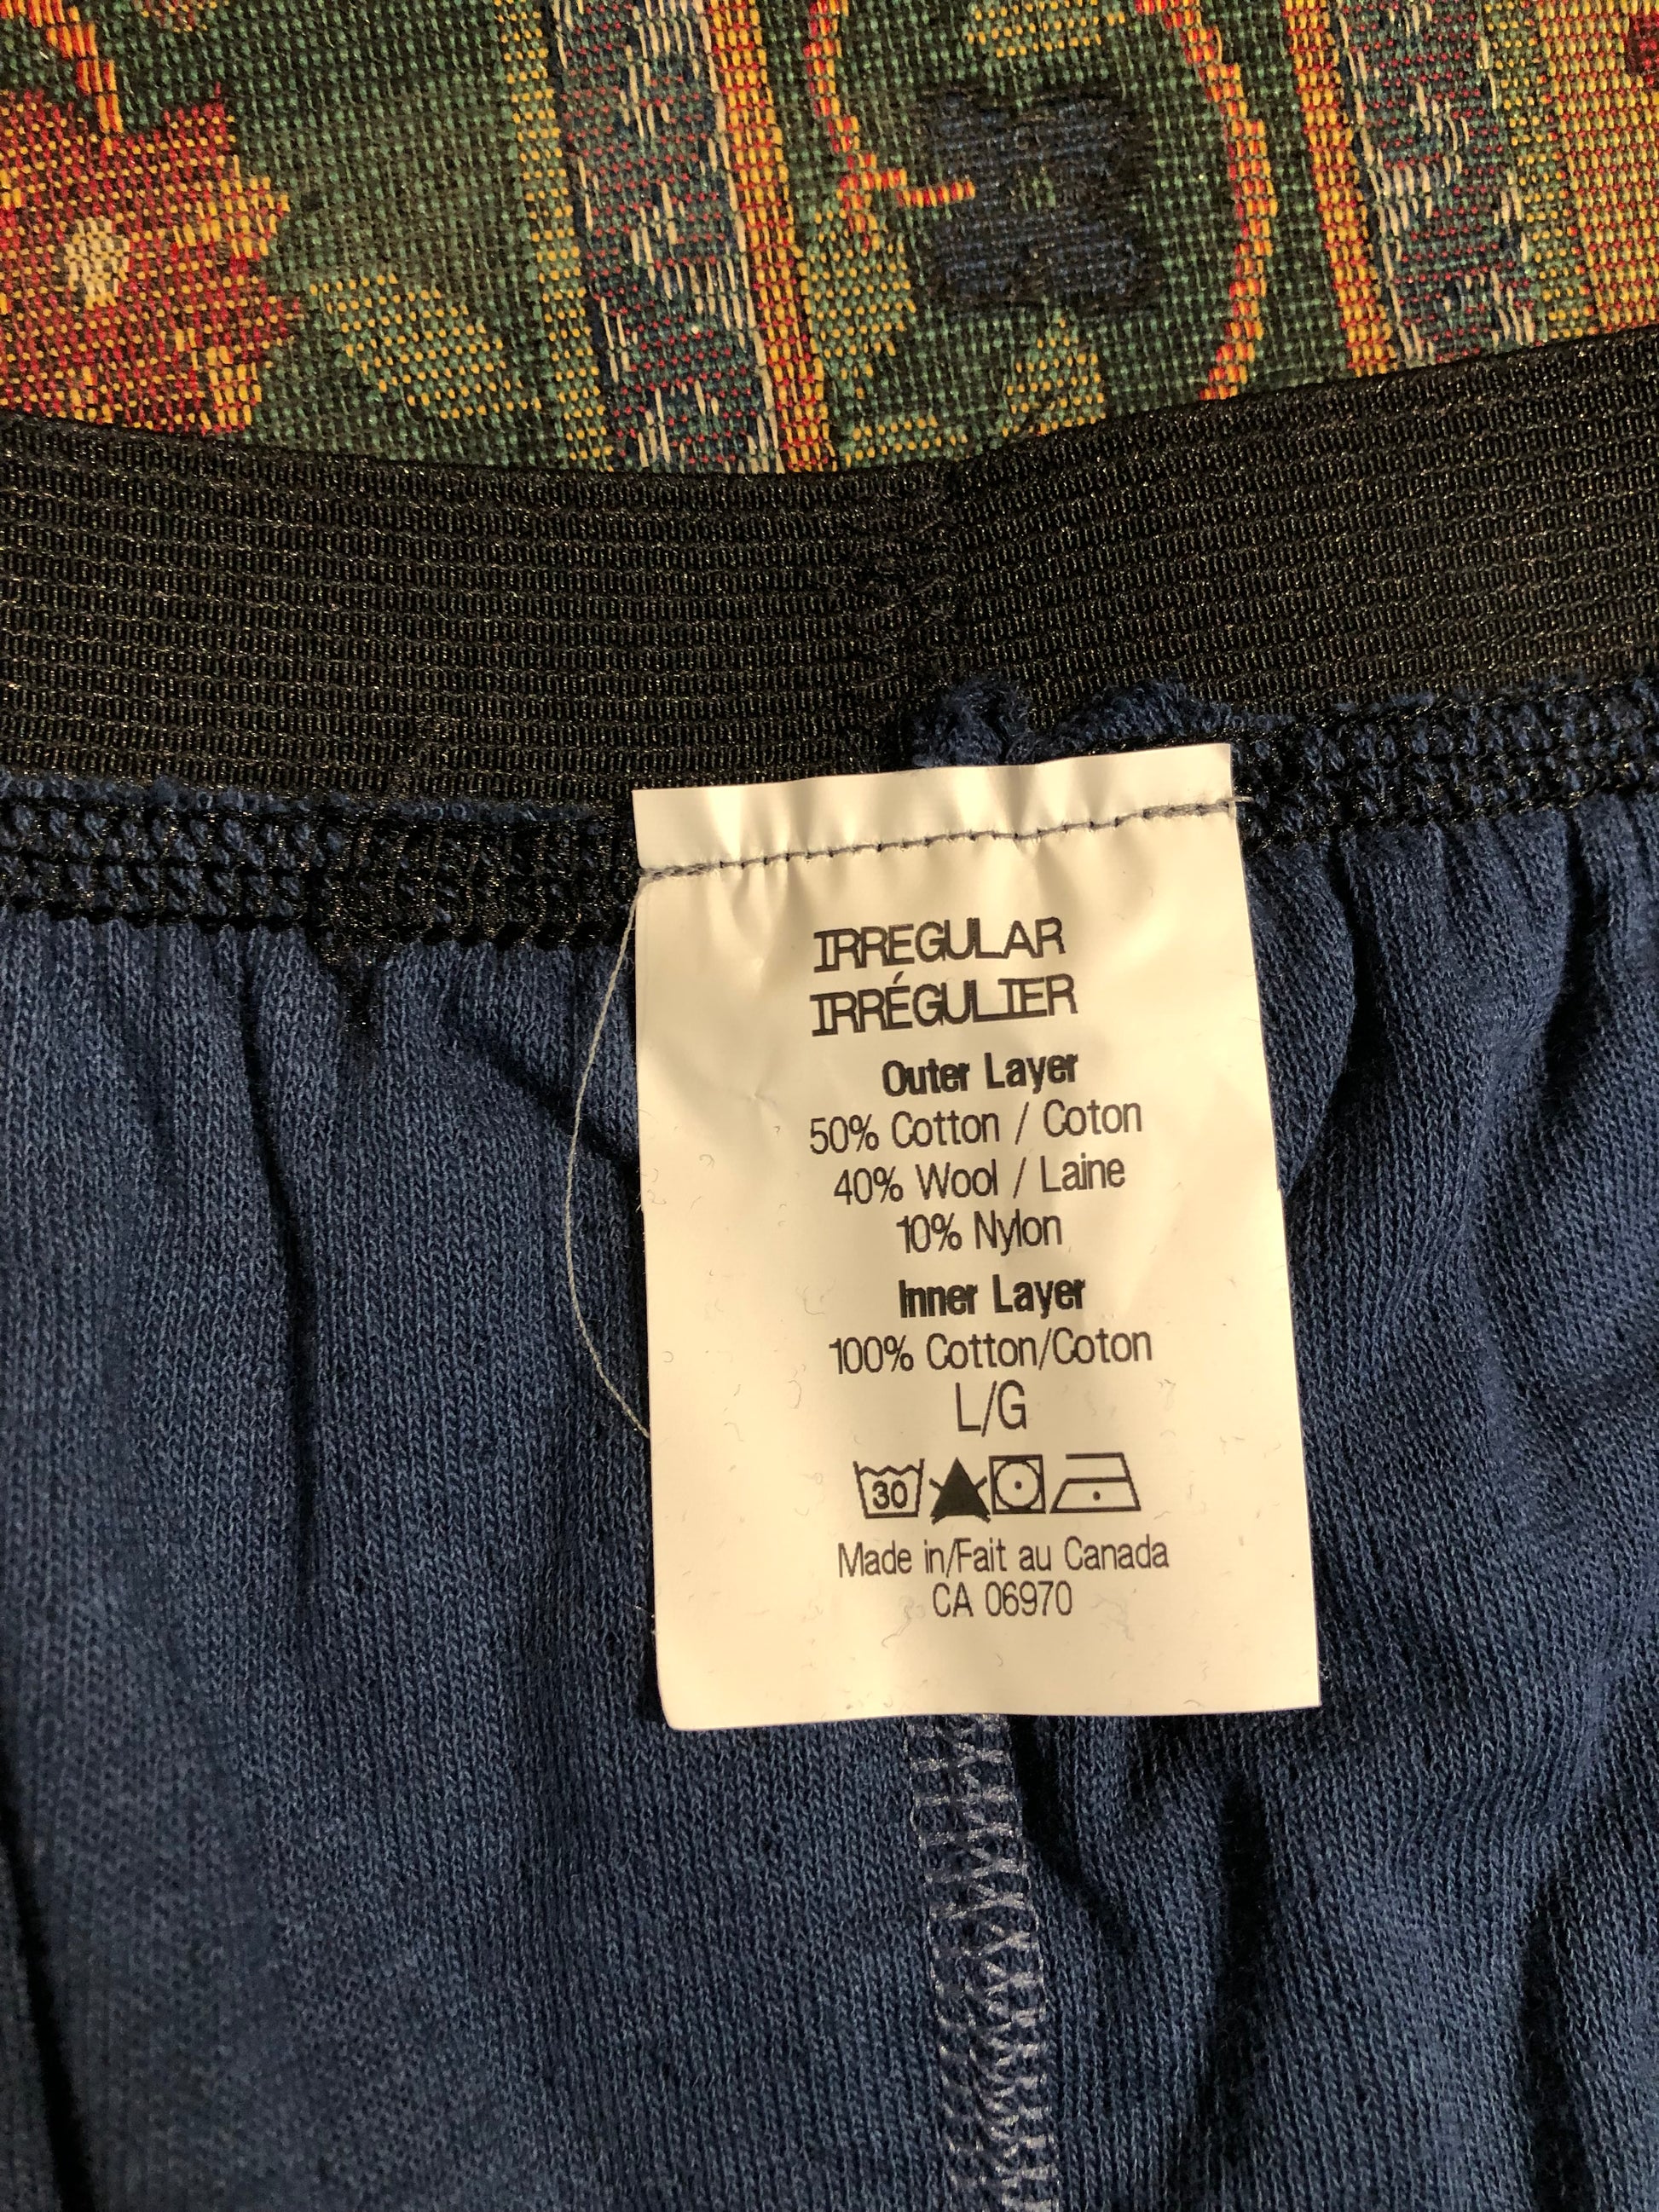 IRREGULAR
IRRÉGULIER
Outer Layer
50% Cotton / Coton
40% Wool / Laine
10% Nylon
Inner Layer
100% Cotton/Coton
L/G
30
Made in/Fait au Canada
CA 06970